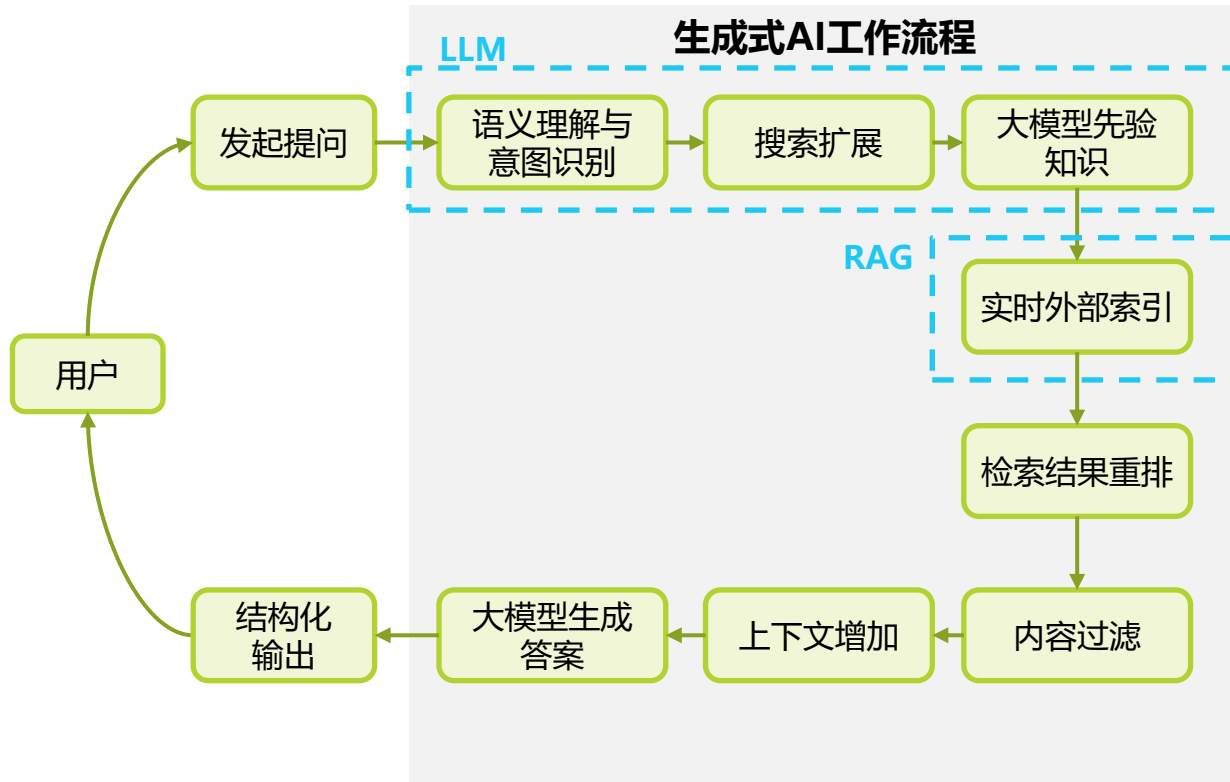 生成式AI工作流程
LLM
发起提问
语义理解与
意图识别
搜索扩展
大模型先验
知识
RAG
实时外部索引
用户
检索结果重排
结构化
输出
大模型生成
答案
上下文增加
内容过滤